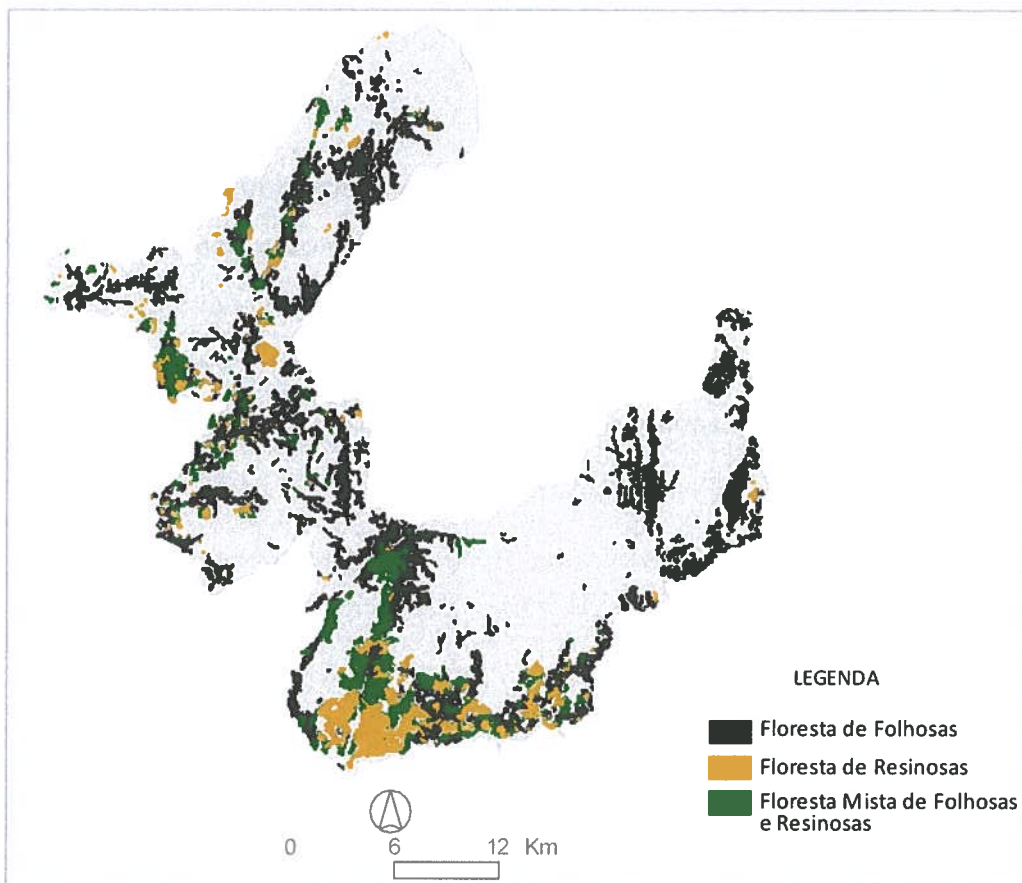 LEGENDA
Floresta de Folhosas
Floresta de Resinosas
Floresta Mista de Folhosas
e Resinosas
0 6 12 Km